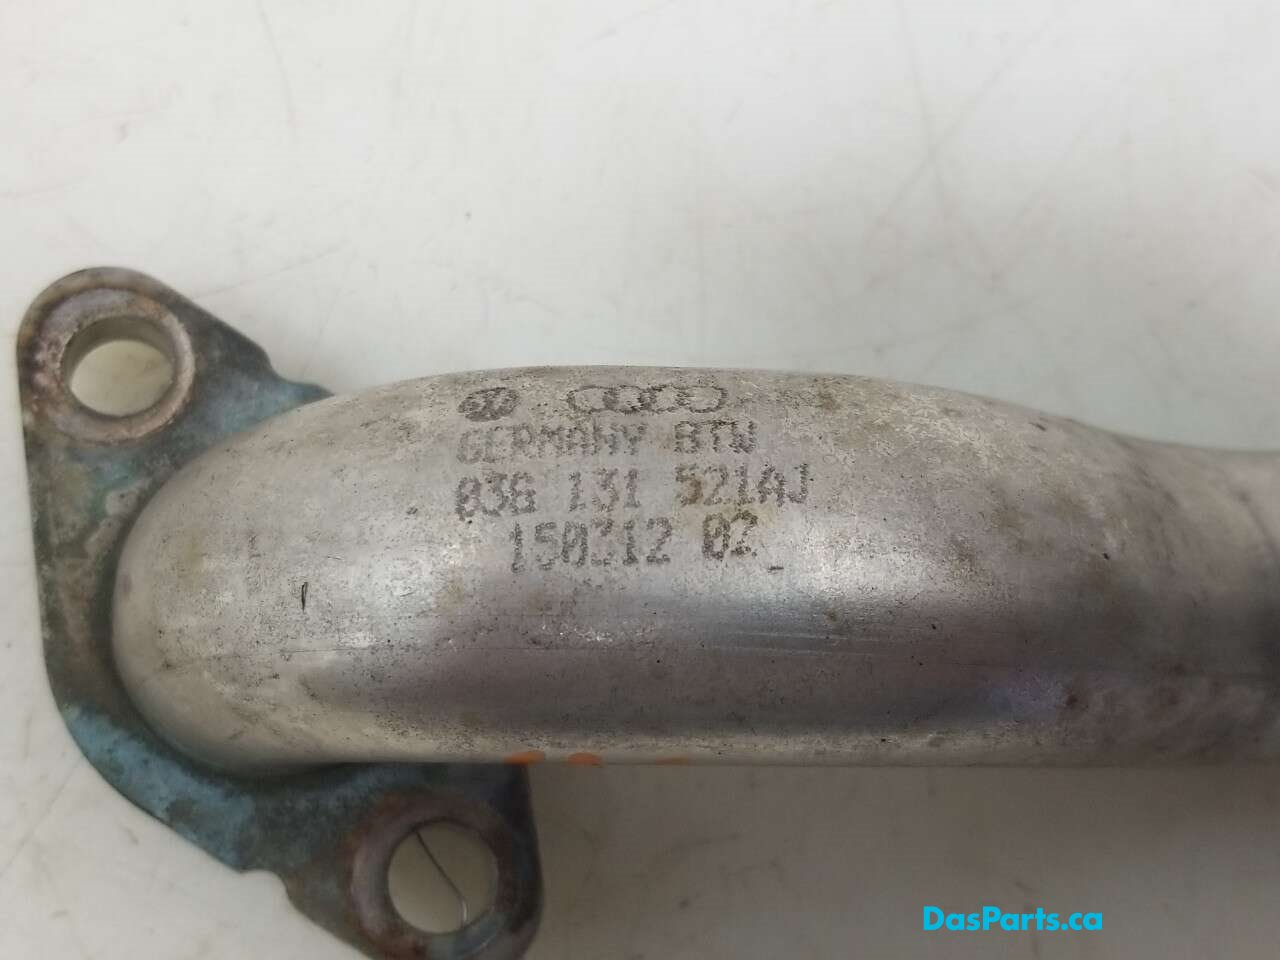 GERMANY BTW
03G 131 521AJ
150312 02
DasParts.ca